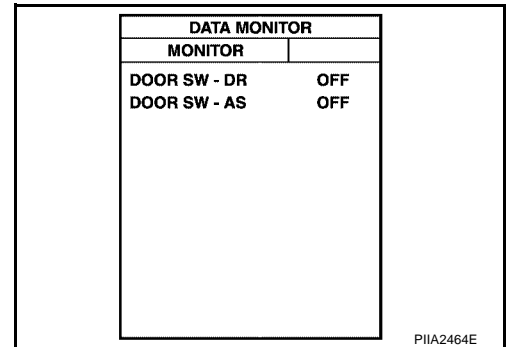 DATA MONITOR
MONITOR
DOOR SW - DR OFF
DOOR SW - AS OFF
PIIA2464E